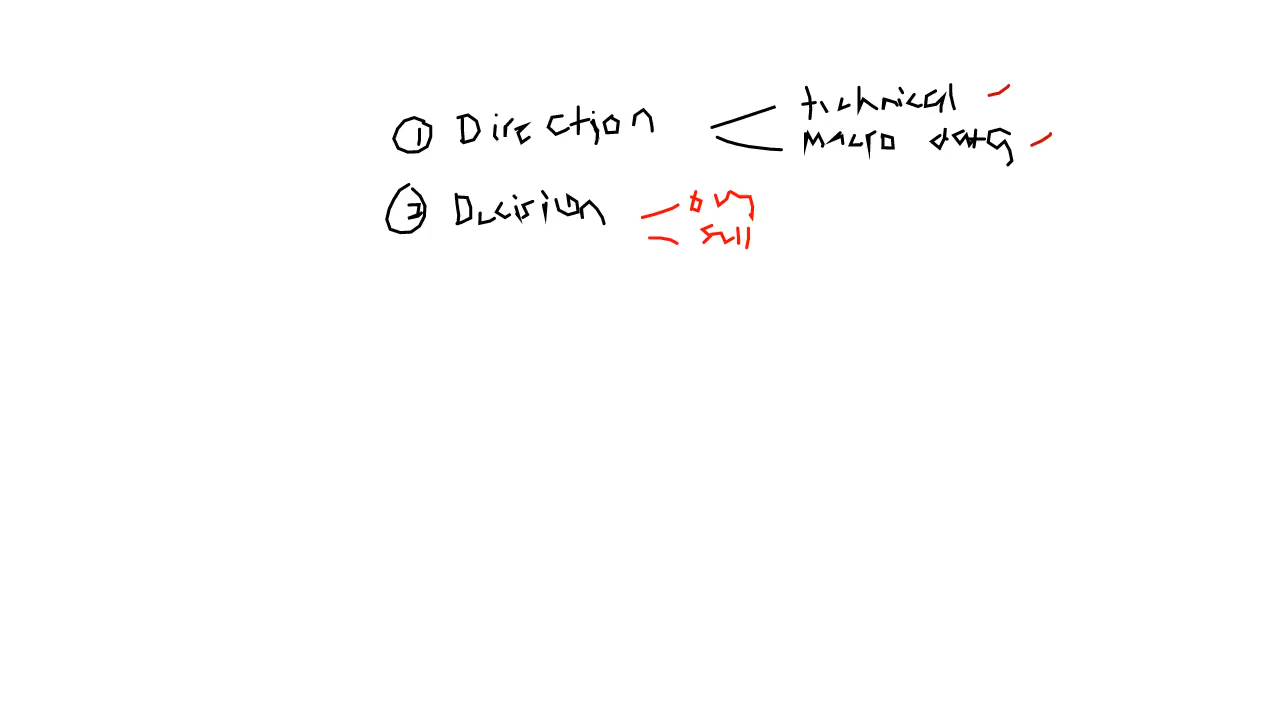 ① Direction technical
macro data
② Decision buy
sell